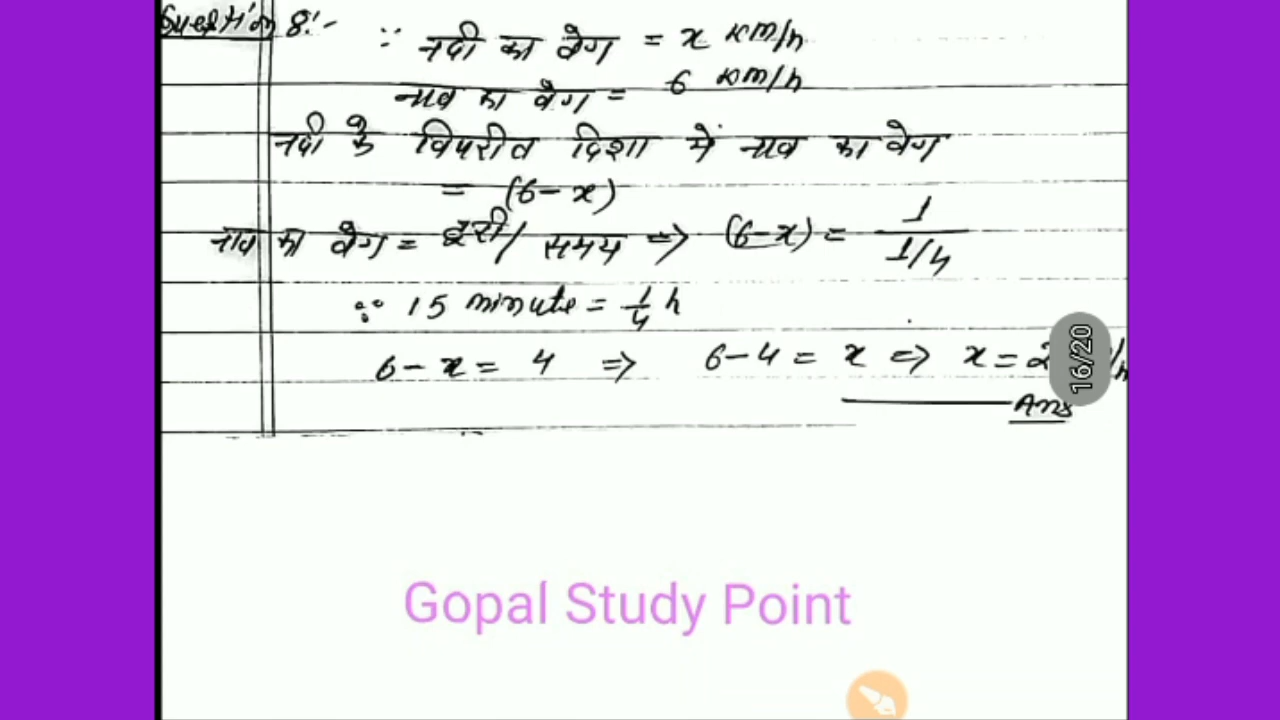 Question 8:-
∵ नदी का वेग = x km/h
नाव का वेग = 6 km/h
नदी के विपरीत दिशा में नाव का वेग
= (6-x)
नाव का वेग = दूरी/समय => (6-x) = 1/1/4
∵ 15 minute = 1/4 h
6-x = 4 => 6-4 = x => x = 2
Ans
16/20
Gopal Study Point